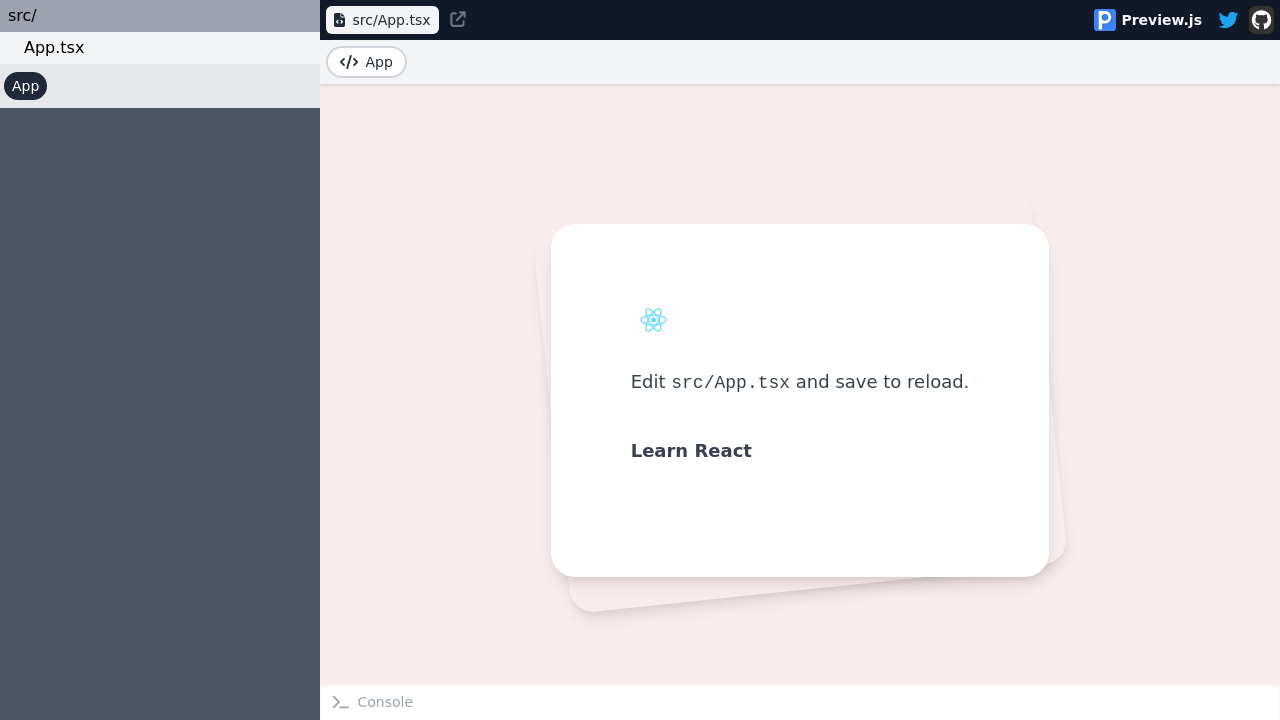 src/
App.tsx
App
src/App.tsx
Preview.js
App
Edit src/App.tsx and save to reload.
Learn React
Console